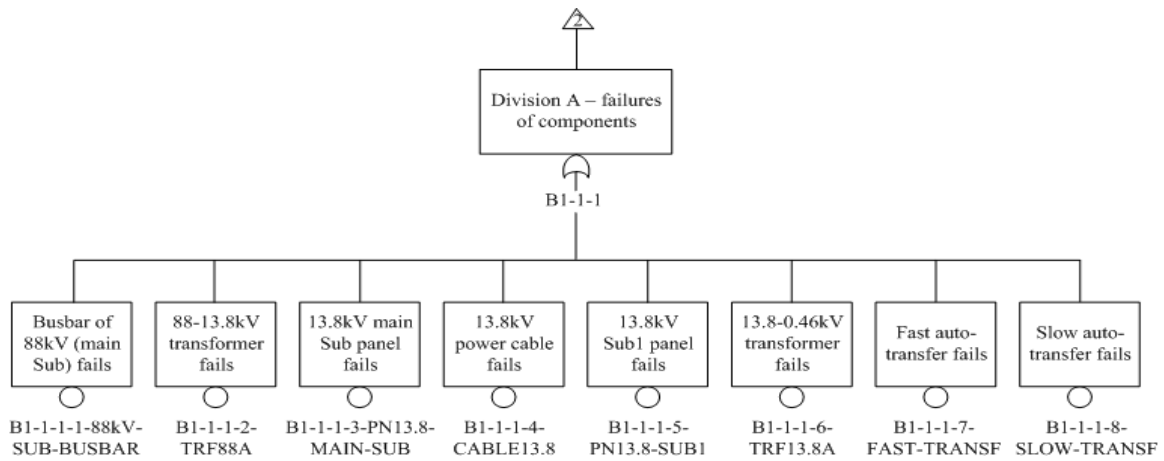 2
Division A – failures
of components
B1-1-1
Busbar of
88kV (main
Sub) fails
88-13.8kV
transformer
fails
13.8kV main
Sub panel
fails
13.8kV
power cable
fails
13.8kV
Sub1 panel
fails
13.8-0.46kV
transformer
fails
Fast auto-
transfer fails
Slow auto-
transfer fails
B1-1-1-1-88kV-
SUB-BUSBAR
B1-1-1-2-
TRF88A
B1-1-1-3-PN13.8-
MAIN-SUB
B1-1-1-4-
CABLE13.8
B1-1-1-5-
PN13.8-SUB1
B1-1-1-6-
TRF13.8A
B1-1-1-7-
FAST-TRANSF
B1-1-1-8-
SLOW-TRANSF